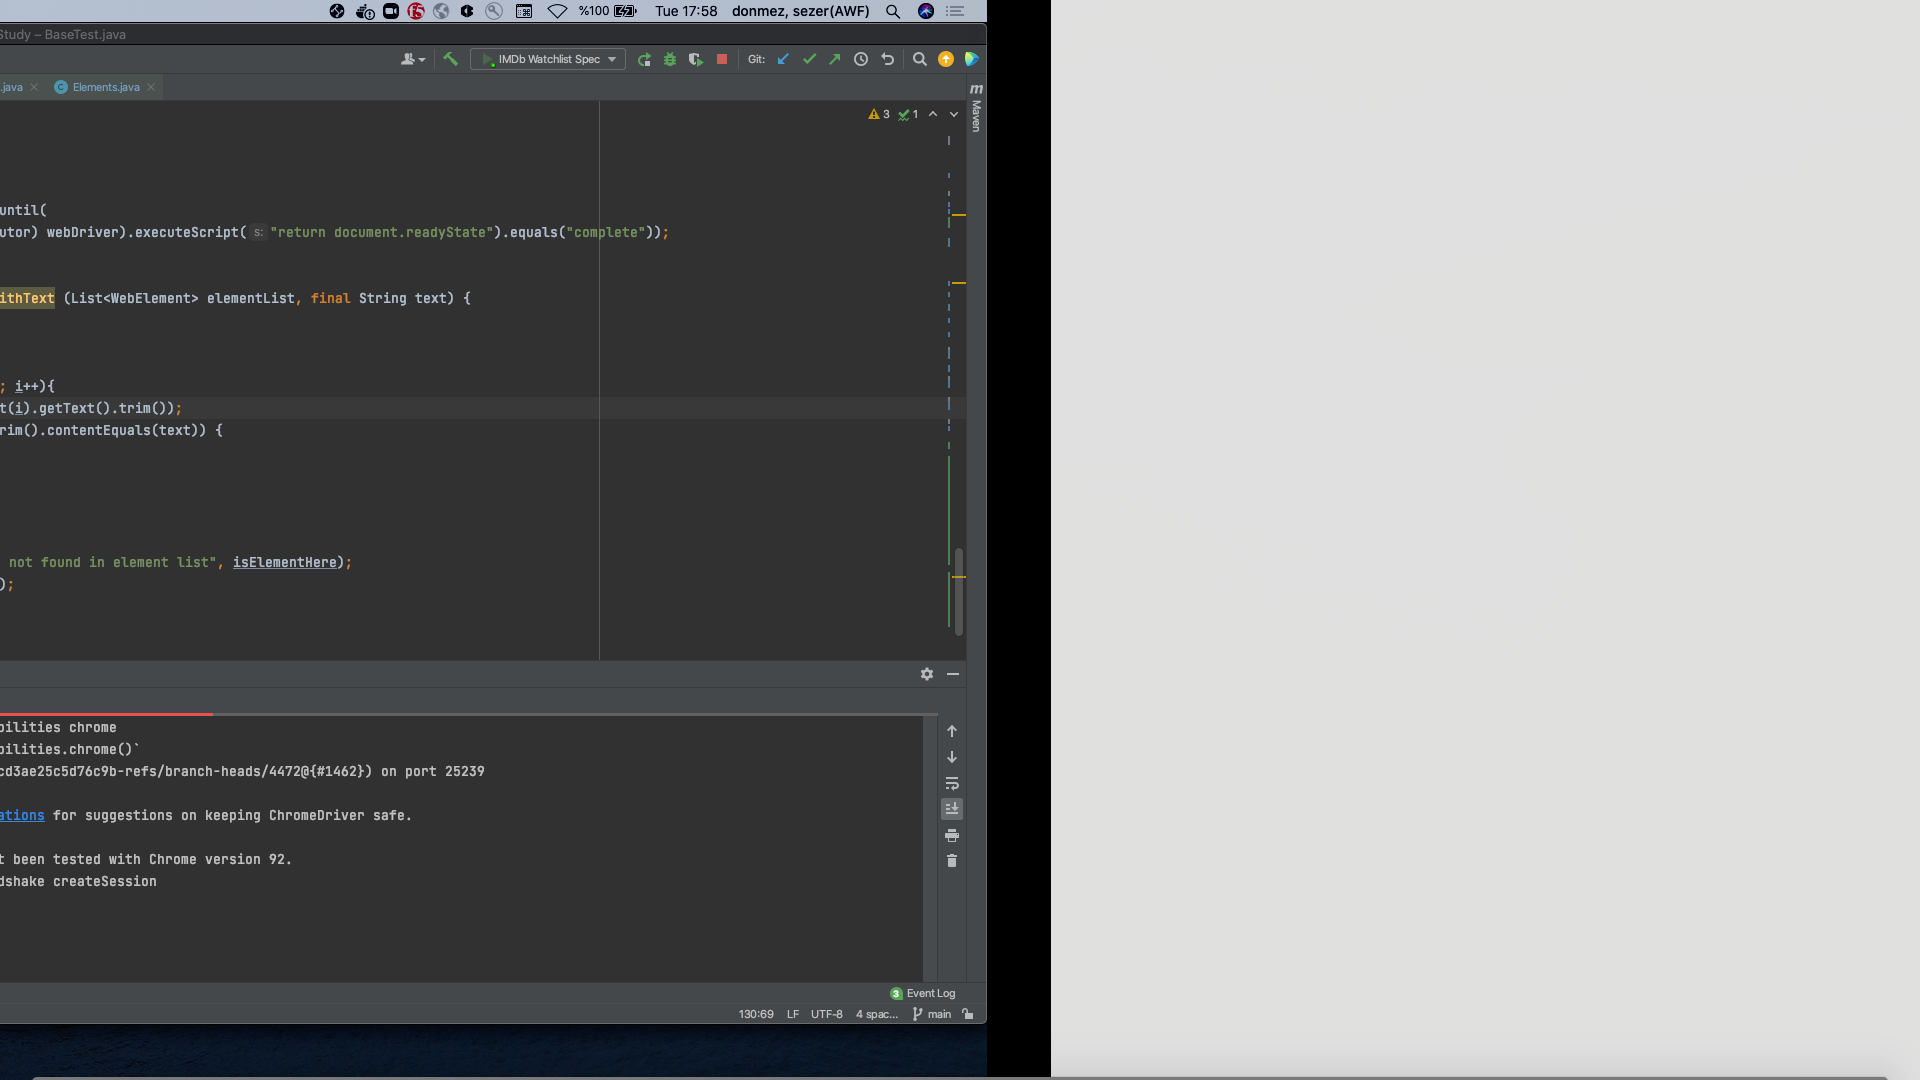 %100 Tue 17:58 donmez, sezer(AWF)
Study – BaseTest.java
IMDb Watchlist Spec Git:
.java Elements.java
m
Maven
3 1
until(
utor) webDriver).executeScript( s: "return document.readyState").equals("complete"));
ithText (List<WebElement> elementList, final String text) {
; i++){
t(i).getText().trim());
rim().contentEquals(text)) {
not found in element list", isElementHere);
);
bilities chrome
bilities.chrome()`
cd3ae25c5d76c9b-refs/branch-heads/4472@{#1462}) on port 25239
ations for suggestions on keeping ChromeDriver safe.
t been tested with Chrome version 92.
dshake createSession
3 Event Log
130:69 LF UTF-8 4 spac... main